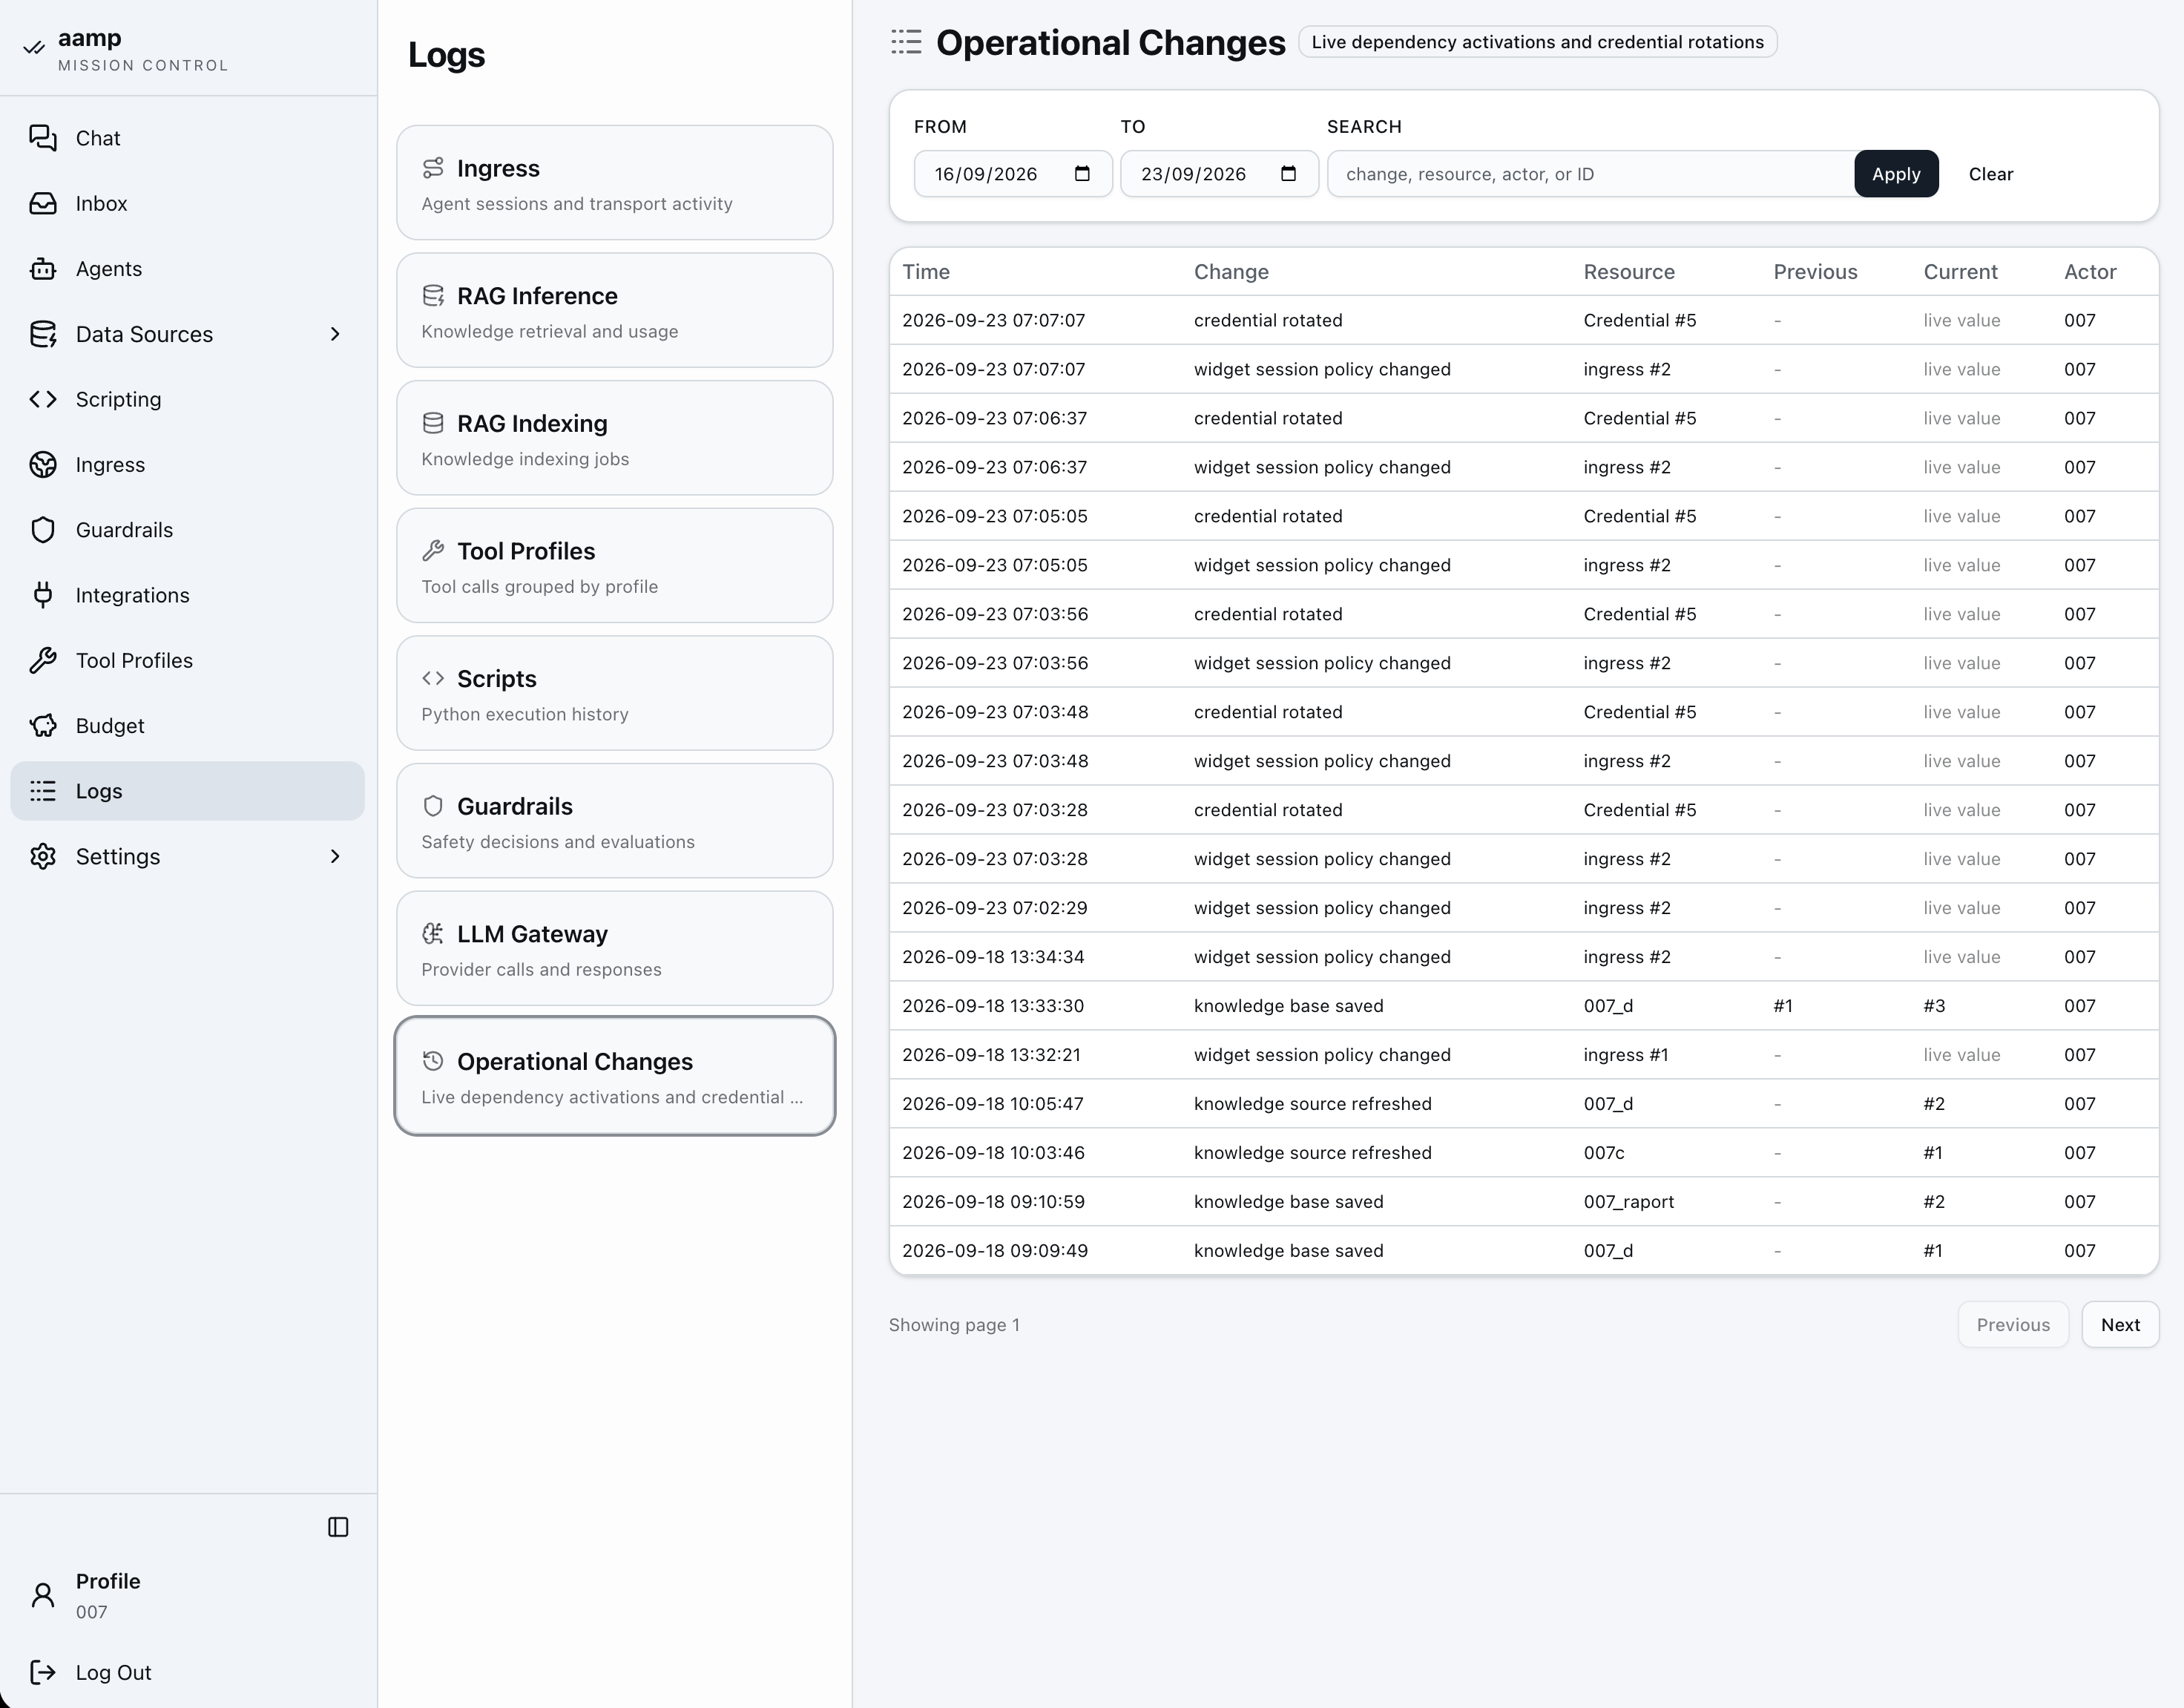 aamp
MISSION CONTROL
Chat
Inbox
Agents
Data Sources
Scripting
Ingress
Guardrails
Integrations
Tool Profiles
Budget
Logs
Settings
Profile
007
Log Out
Logs
Ingress
Agent sessions and transport activity
RAG Inference
Knowledge retrieval and usage
RAG Indexing
Knowledge indexing jobs
Tool Profiles
Tool calls grouped by profile
Scripts
Python execution history
Guardrails
Safety decisions and evaluations
LLM Gateway
Provider calls and responses
Operational Changes
Live dependency activations and credential ...
Operational Changes Live dependency activations and credential rotations
FROM TO SEARCH
16/09/2026 23/09/2026 change, resource, actor, or ID Apply Clear
Time Change Resource Previous Current Actor
2026-09-23 07:07:07 credential rotated Credential #5 - live value 007
2026-09-23 07:07:07 widget session policy changed ingress #2 - live value 007
2026-09-23 07:06:37 credential rotated Credential #5 - live value 007
2026-09-23 07:06:37 widget session policy changed ingress #2 - live value 007
2026-09-23 07:05:05 credential rotated Credential #5 - live value 007
2026-09-23 07:05:05 widget session policy changed ingress #2 - live value 007
2026-09-23 07:03:56 credential rotated Credential #5 - live value 007
2026-09-23 07:03:56 widget session policy changed ingress #2 - live value 007
2026-09-23 07:03:48 credential rotated Credential #5 - live value 007
2026-09-23 07:03:48 widget session policy changed ingress #2 - live value 007
2026-09-23 07:03:28 credential rotated Credential #5 - live value 007
2026-09-23 07:03:28 widget session policy changed ingress #2 - live value 007
2026-09-23 07:02:29 widget session policy changed ingress #2 - live value 007
2026-09-18 13:34:34 widget session policy changed ingress #2 - live value 007
2026-09-18 13:33:30 knowledge base saved 007_d #1 #3 007
2026-09-18 13:32:21 widget session policy changed ingress #1 - live value 007
2026-09-18 10:05:47 knowledge source refreshed 007_d - #2 007
2026-09-18 10:03:46 knowledge source refreshed 007c - #1 007
2026-09-18 09:10:59 knowledge base saved 007_raport - #2 007
2026-09-18 09:09:49 knowledge base saved 007_d - #1 007
Showing page 1 Previous Next